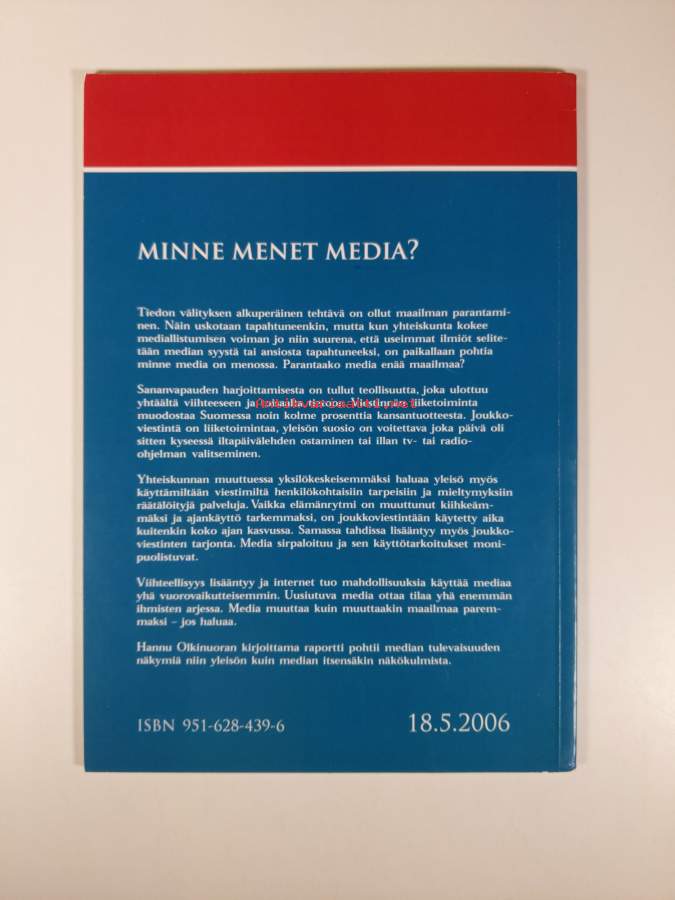 MINNE MENET MEDIA?
Tiedon välityksen alkuperäinen tehtävä on ollut maailman parantami-
nen. Näin uskotaan tapahtuneenkin, mutta kun yhteiskunta kokee
mediallistumisen voiman jo niin suurena, että useimmat ilmiöt selite-
tään median syystä tai ansiosta tapahtuneeksi, on paikallaan pohtia
minne media on menossa. Parantaako media enää maailmaa?
Sananvapauden harjoittamisesta on tullut teollisuutta, joka ulottuu
yhtäältä viihteeseen ja toisaalta tietoon. Viestinnän liiketoiminta
Antikvariaatti.net
muodostaa Suomessa noin kolme prosenttia kansantuotteesta. Joukko-
viestintä on liiketoimintaa, yleisön suosio on voitettava joka päivä oli
sitten kyseessä iltapäivälehden ostaminen tai illan tv- tai radio-
ohjelman valitseminen.
Yhteiskunnan muuttuessa yksilökeskeisemmäksi haluaa yleisö myös
käyttämiltään viestimiltä henkilökohtaisiin tarpeisiin ja mieltymyksiin
räätälöityjä palveluja. Vaikka elämänrytmi on muuttunut kiihkeäm-
mäksi ja ajankäyttö tarkemmaksi, on joukkoviestintään käytetty aika
kuitenkin koko ajan kasvussa. Samassa tahdissa lisääntyy myös joukko-
viestinten tarjonta. Media sirpaloituu ja sen käyttötarkoitukset moni-
puolistuvat.
Viihteellisyys lisääntyy ja internet tuo mahdollisuuksia käyttää mediaa
yhä vuorovaikutteisemmin. Uusiutuva media ottaa tilaa yhä enemmän
ihmisten arjessa. Media muuttaa kuin muuttaakin maailmaa parem-
maksi – jos haluaa.
Hannu Olkinuoran kirjoittama raportti pohtii median tulevaisuuden
näkymiä niin yleisön kuin median itsensäkin näkökulmista.
ISBN 951-628-439-6
18.5.2006